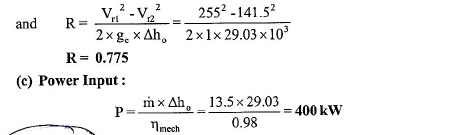 and R = (V_r1² - V_r2²) / (2 × g_c × Δh_o) = (255² - 141.5²) / (2 × 1 × 29.03 × 10³)
R = 0.775
(c) Power Input :
P = (ṁ × Δh_o) / η_mech = (13.5 × 29.03) / 0.98 = 400 kW